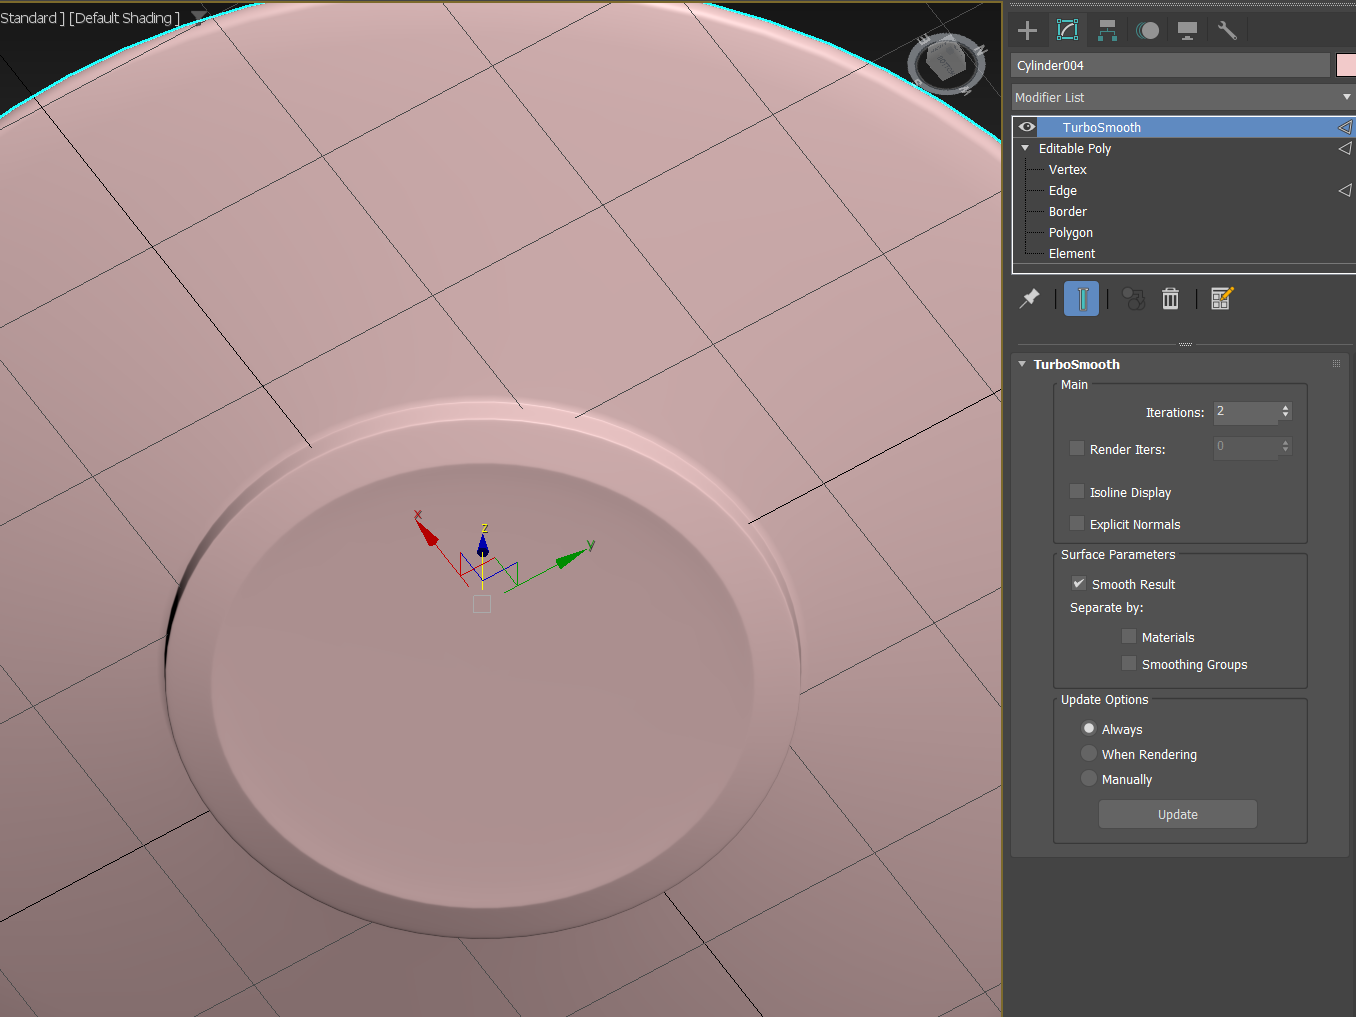 Standard ] [Default Shading ]
Cylinder004
Modifier List
TurboSmooth
Editable Poly
Vertex
Edge
Border
Polygon
Element
TurboSmooth
Main
Iterations: 2
Render Iters: 0
Isoline Display
Explicit Normals
Surface Parameters
Smooth Result
Separate by:
Materials
Smoothing Groups
Update Options
Always
When Rendering
Manually
Update
x
z
y